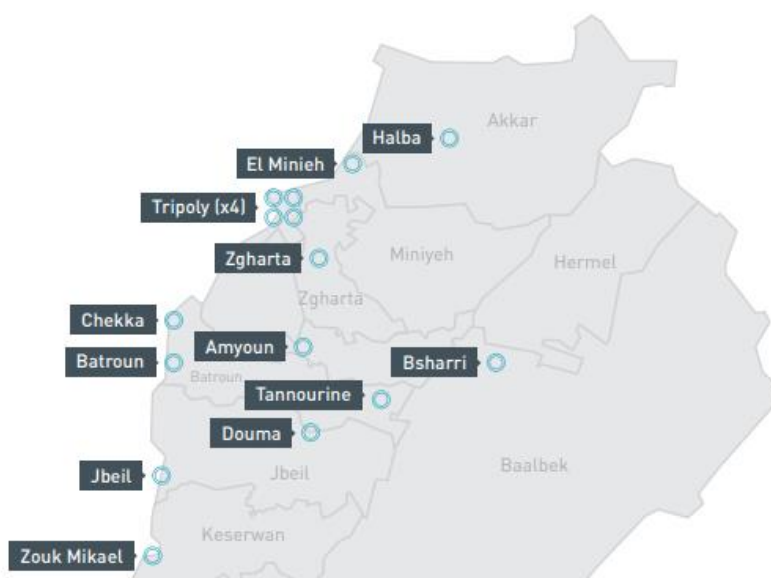 Akkar
Halba
El Minieh
Tripoly (x4)
Zgharta
Miniyeh
Hermel
Zgharta
Chekka
Amyoun
Batroun
Bsharri
Batroun
Tannourine
Douma
Baalbek
Jbeil
Jbeil
Keserwan
Zouk Mikael